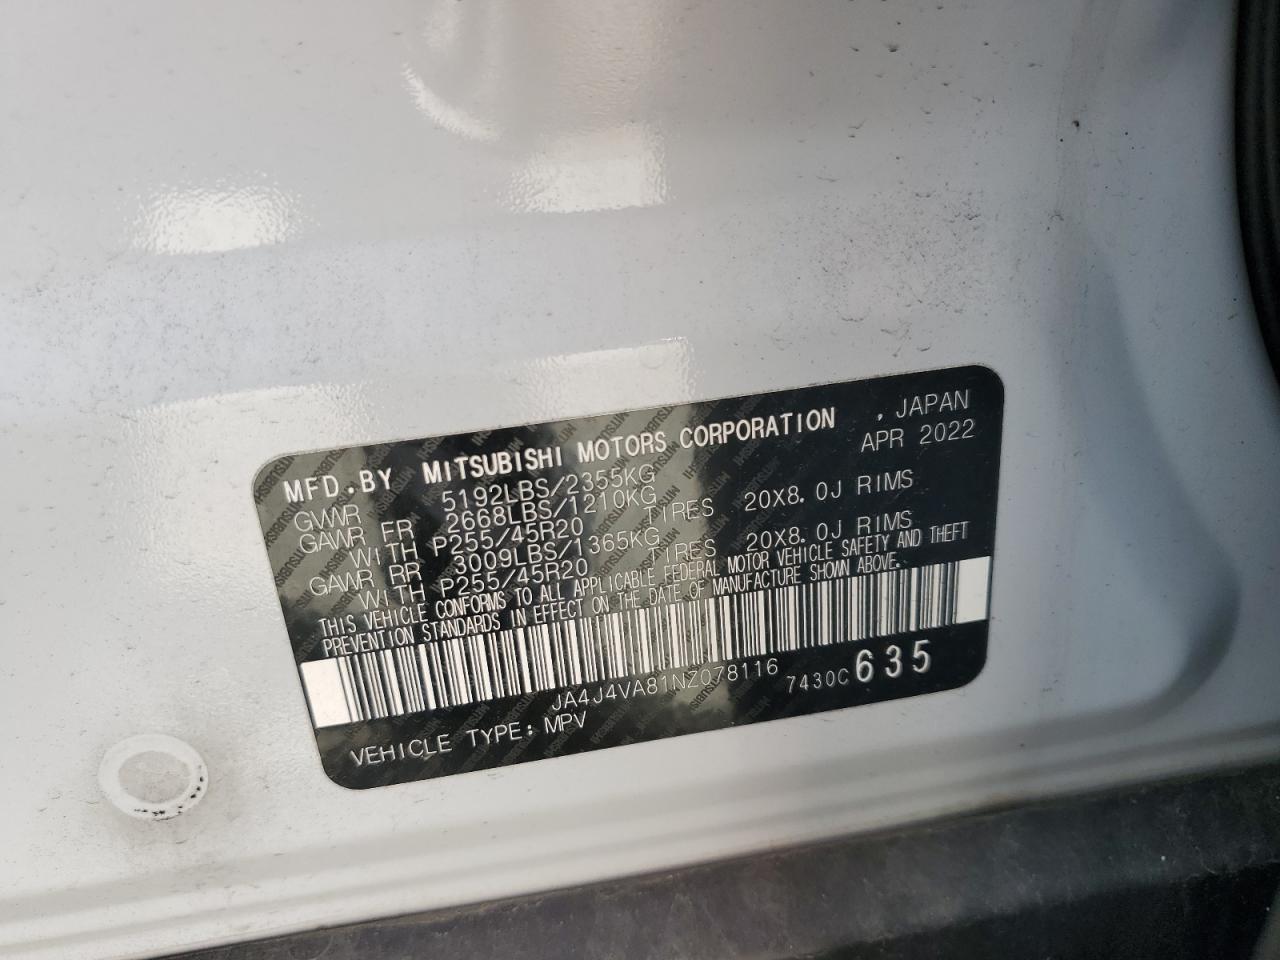 MFD.BY MITSUBISHI MOTORS CORPORATION , JAPAN
GVWR 5192LBS/2355KG APR 2022
GAWR FR 2668LBS/1210KG
WITH P255/45R20 TIRES 20X8.0J RIMS
GAWR RR 3009LBS/1365KG
WITH P255/45R20 TIRES 20X8.0J RIMS
THIS VEHICLE CONFORMS TO ALL APPLICABLE FEDERAL MOTOR VEHICLE SAFETY AND THEFT
PREVENTION STANDARDS IN EFFECT ON THE DATE OF MANUFACTURE SHOWN ABOVE.
JA4J4VA81NZ078116 7430C 635
VEHICLE TYPE: MPV